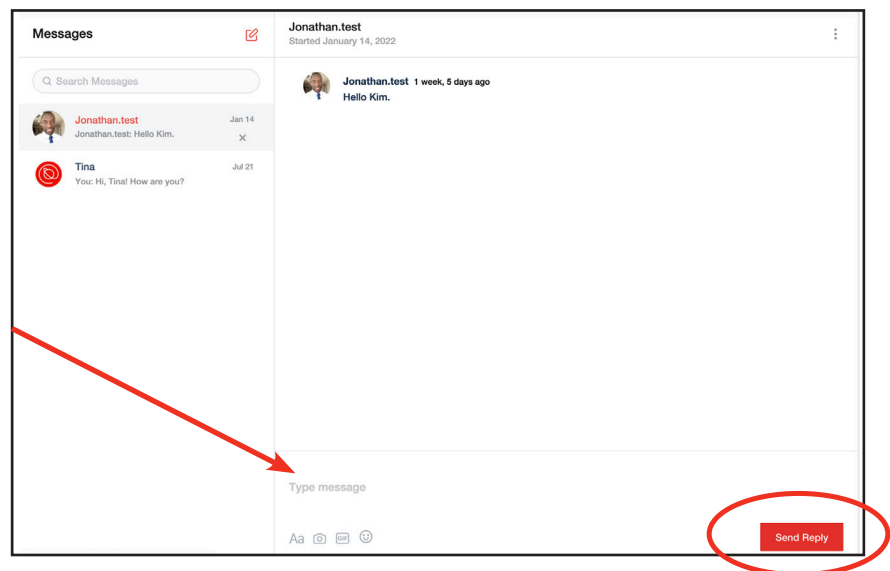 Messages
Search Messages
Jonathan.test
Jan 14
Jonathan.test: Hello Kim.
Tina
Jul 21
You: Hi, Tina! How are you?
Jonathan.test
Started January 14, 2022
Jonathan.test 1 week, 5 days ago
Hello Kim.
Type message
Aa GIF
Send Reply